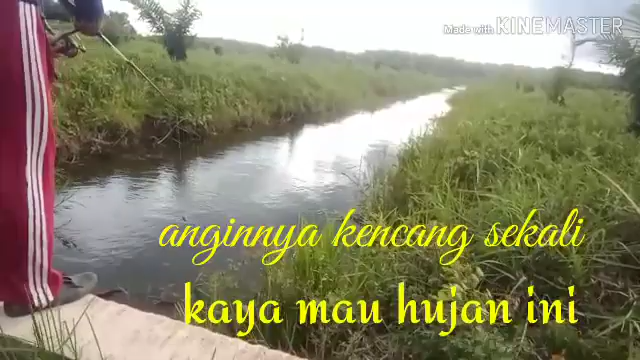 Made with KINEMASTER
anginnya kencang sekali
kaya mau hujan ini